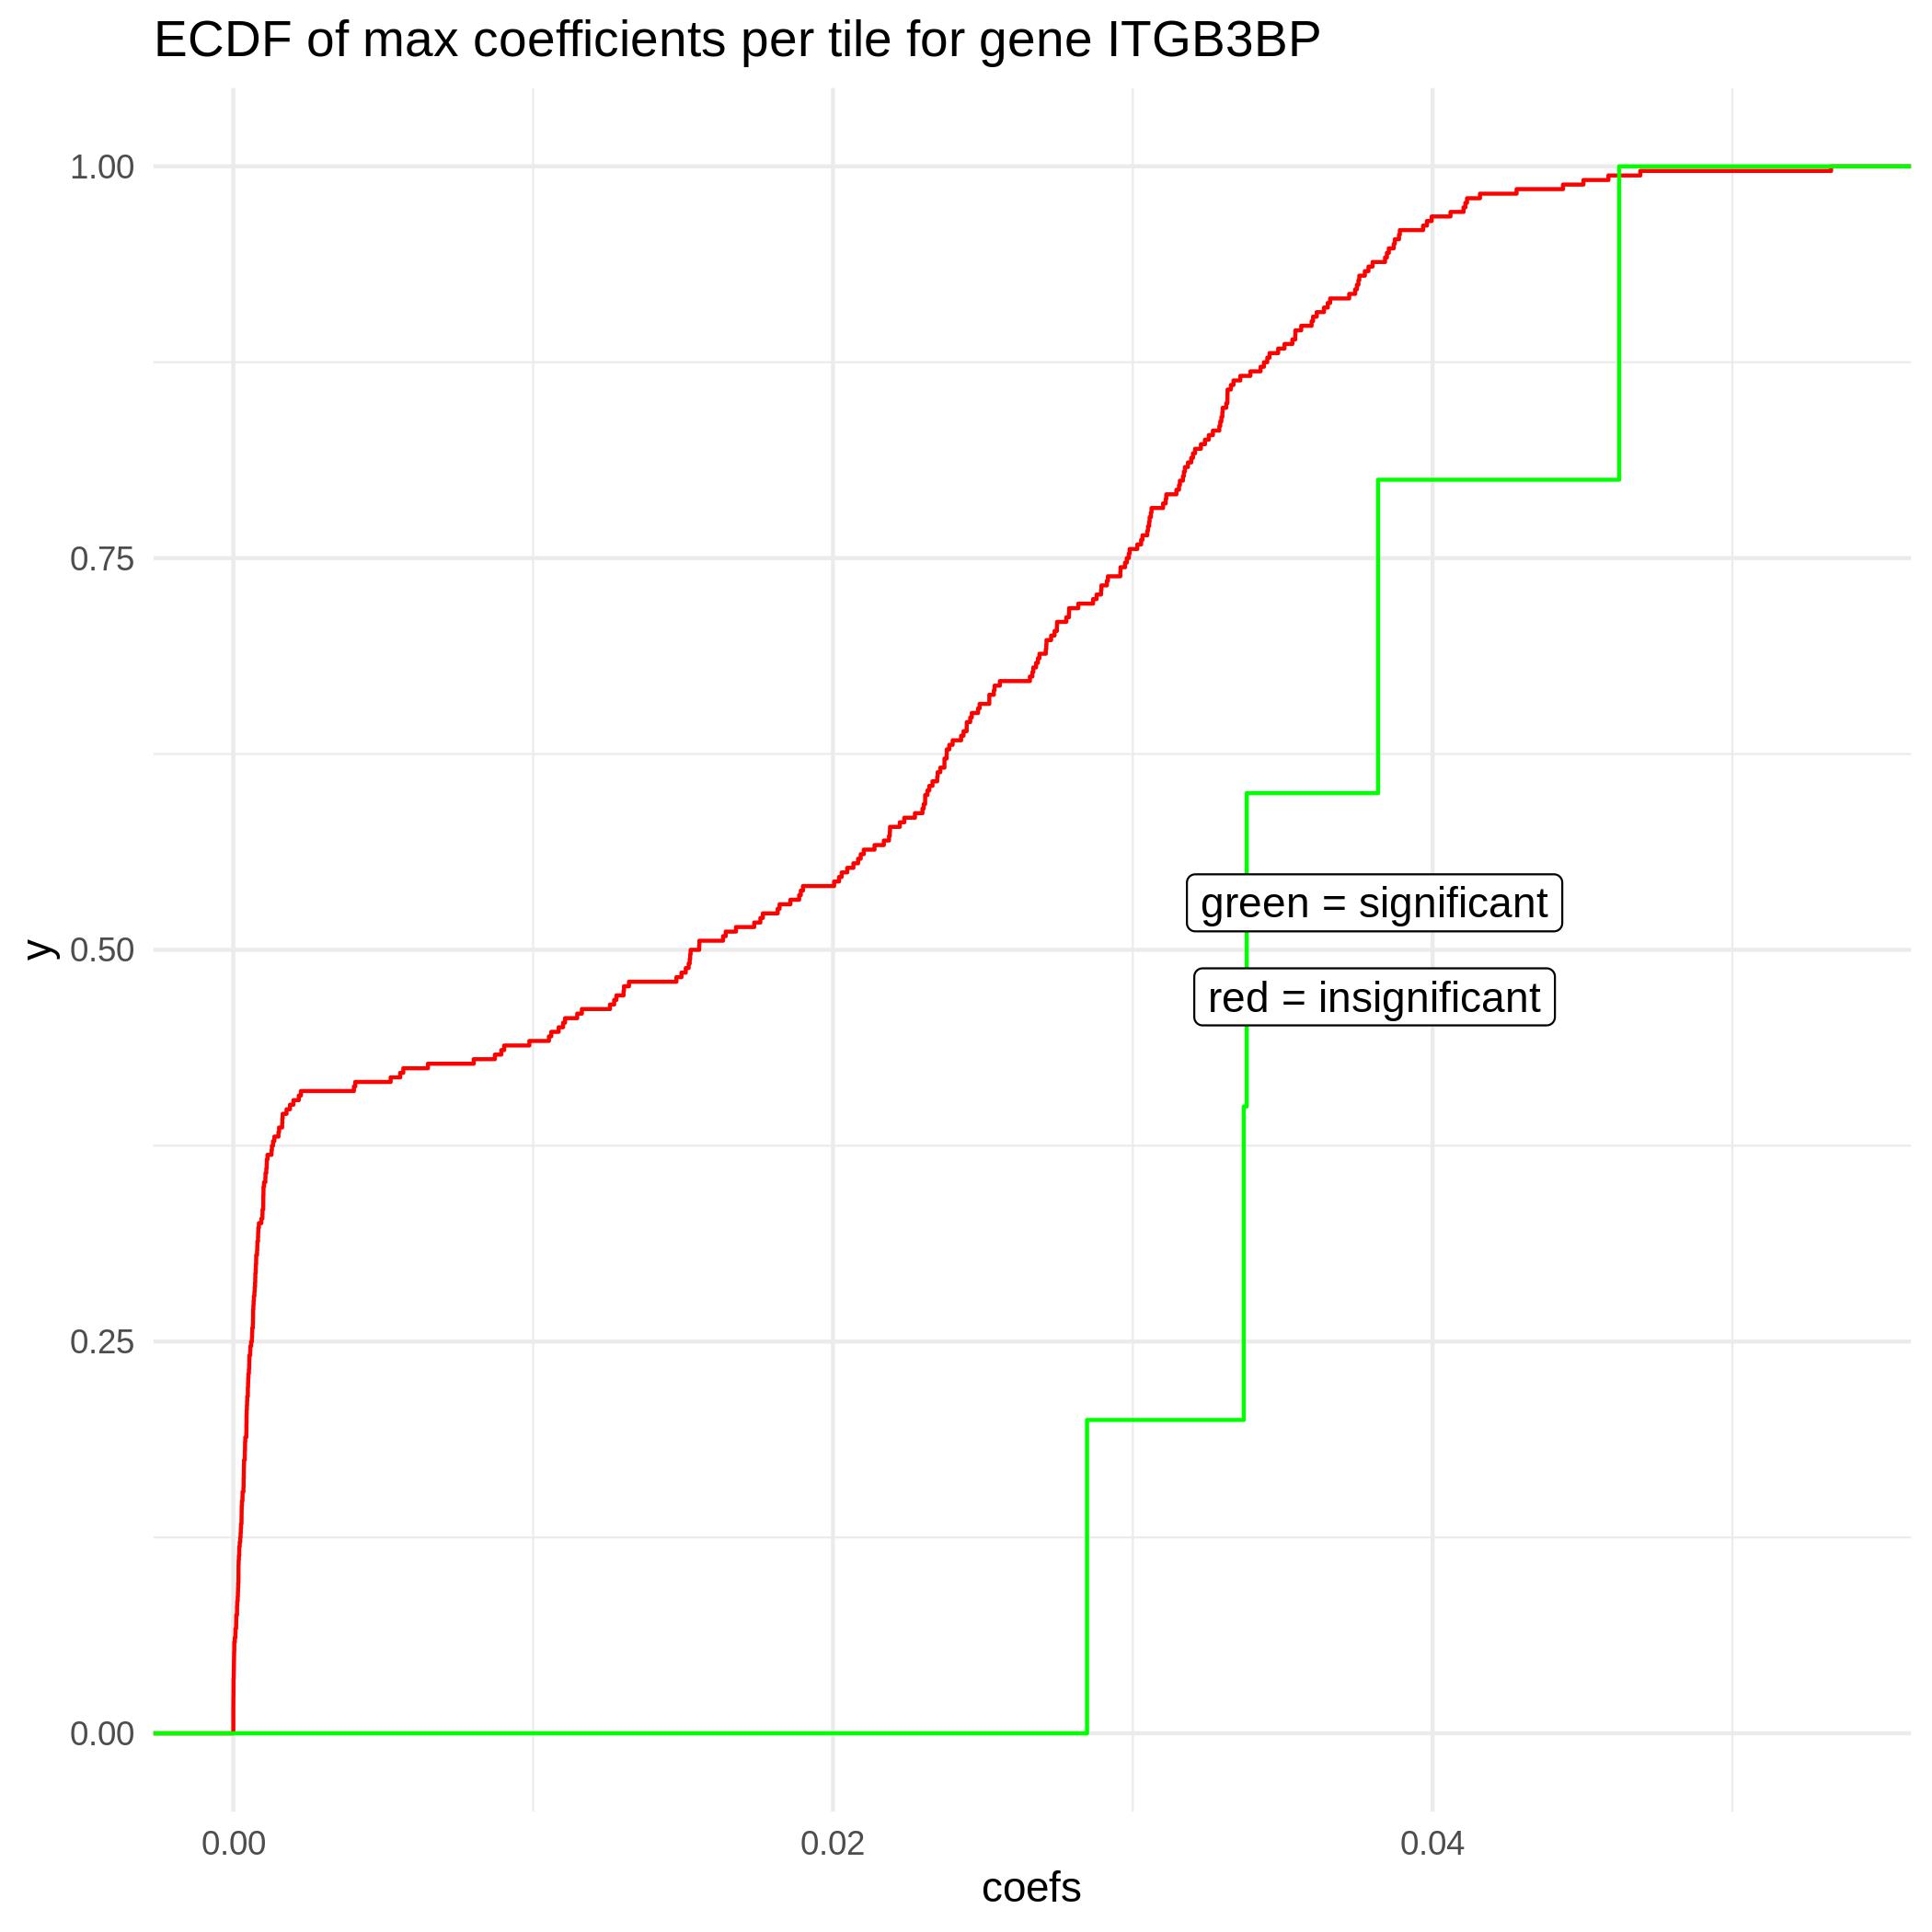 ECDF of max coefficients per tile for gene ITGB3BP
1.00
0.75
0.50
0.25
0.00
y
green = significant
red = insignificant
0.00
0.02
0.04
coefs